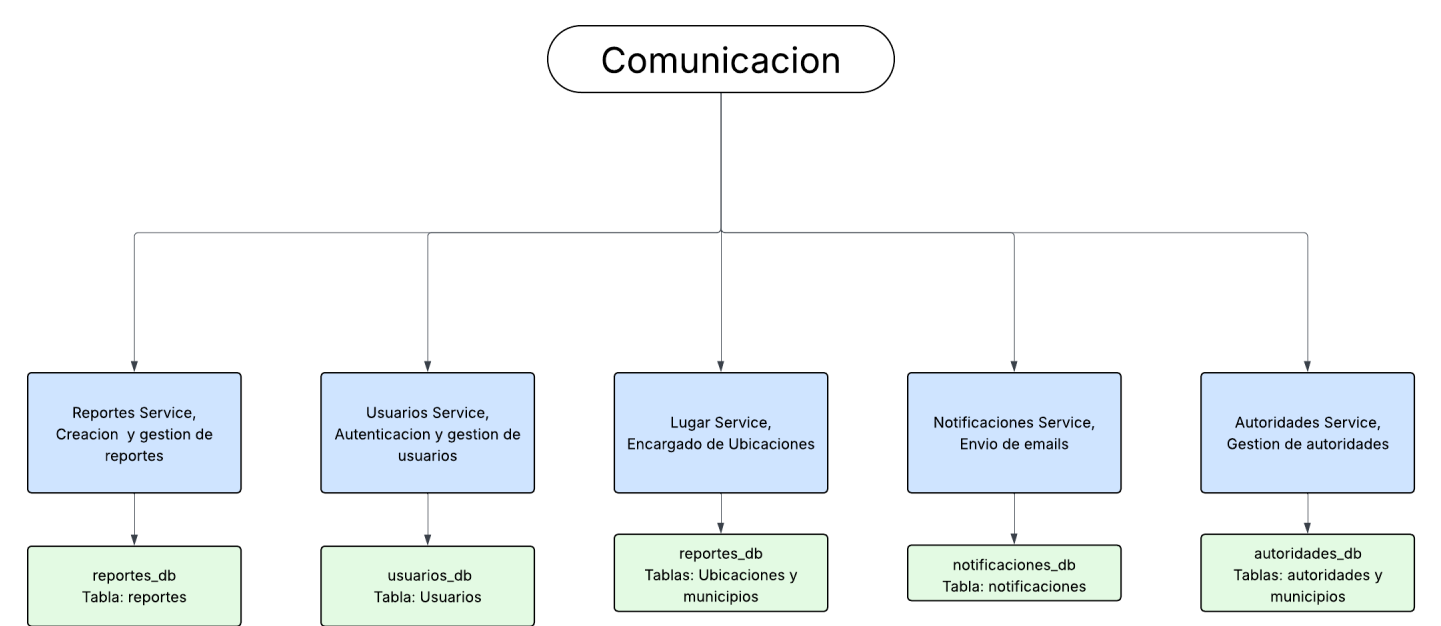 Comunicacion
Reportes Service,
Creacion  y gestion de
reportes
Usuarios Service,
Autenticacion y gestion de
usuarios
Lugar Service,
Encargado de Ubicaciones
Notificaciones Service,
Envio de emails
Autoridades Service,
Gestion de autoridades
reportes_db
Tabla: reportes
usuarios_db
Tabla: Usuarios
reportes_db
Tablas: Ubicaciones y
municipios
notificaciones_db
Tabla: notificaciones
autoridades_db
Tablas: autoridades y
municipios